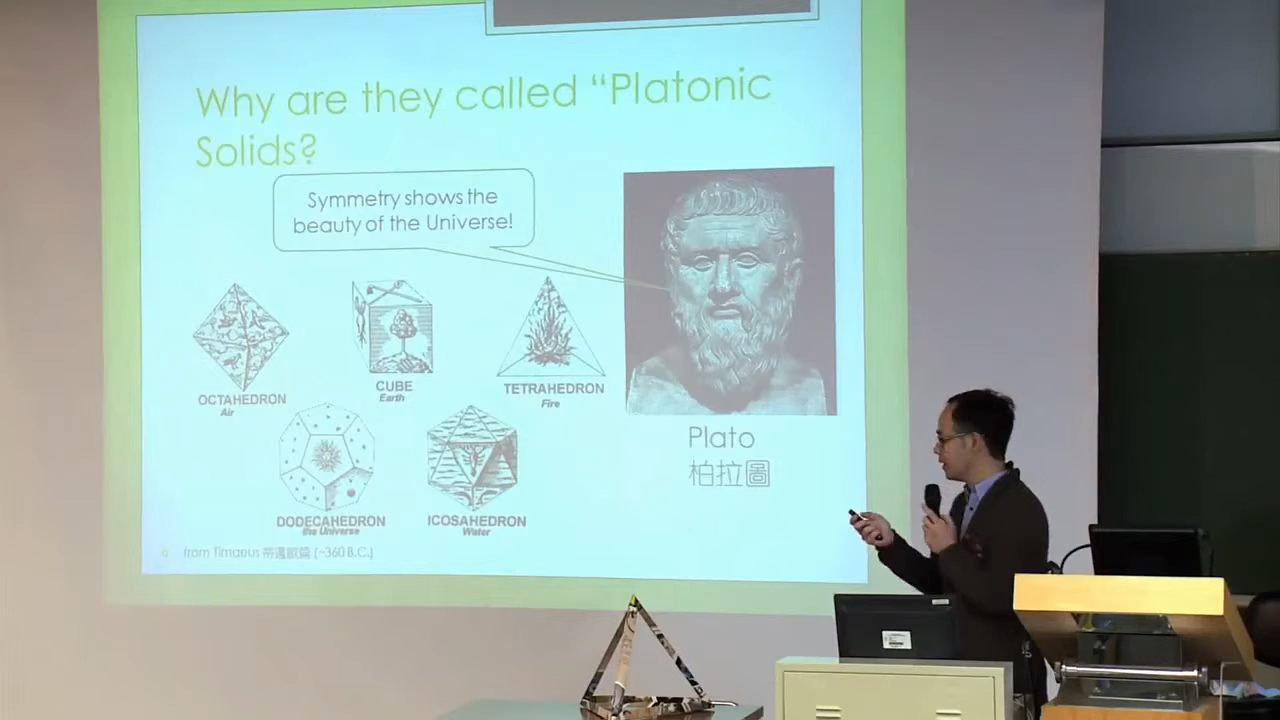 Why are they called “Platonic
Solids?
Symmetry shows the
beauty of the Universe!
OCTAHEDRON
Air
CUBE
Earth
TETRAHEDRON
Fire
DODECAHEDRON
the Universe
ICOSAHEDRON
Water
Plato
柏拉圖
from Timaeus 蒂邁歐篇 (~360 B.C.)